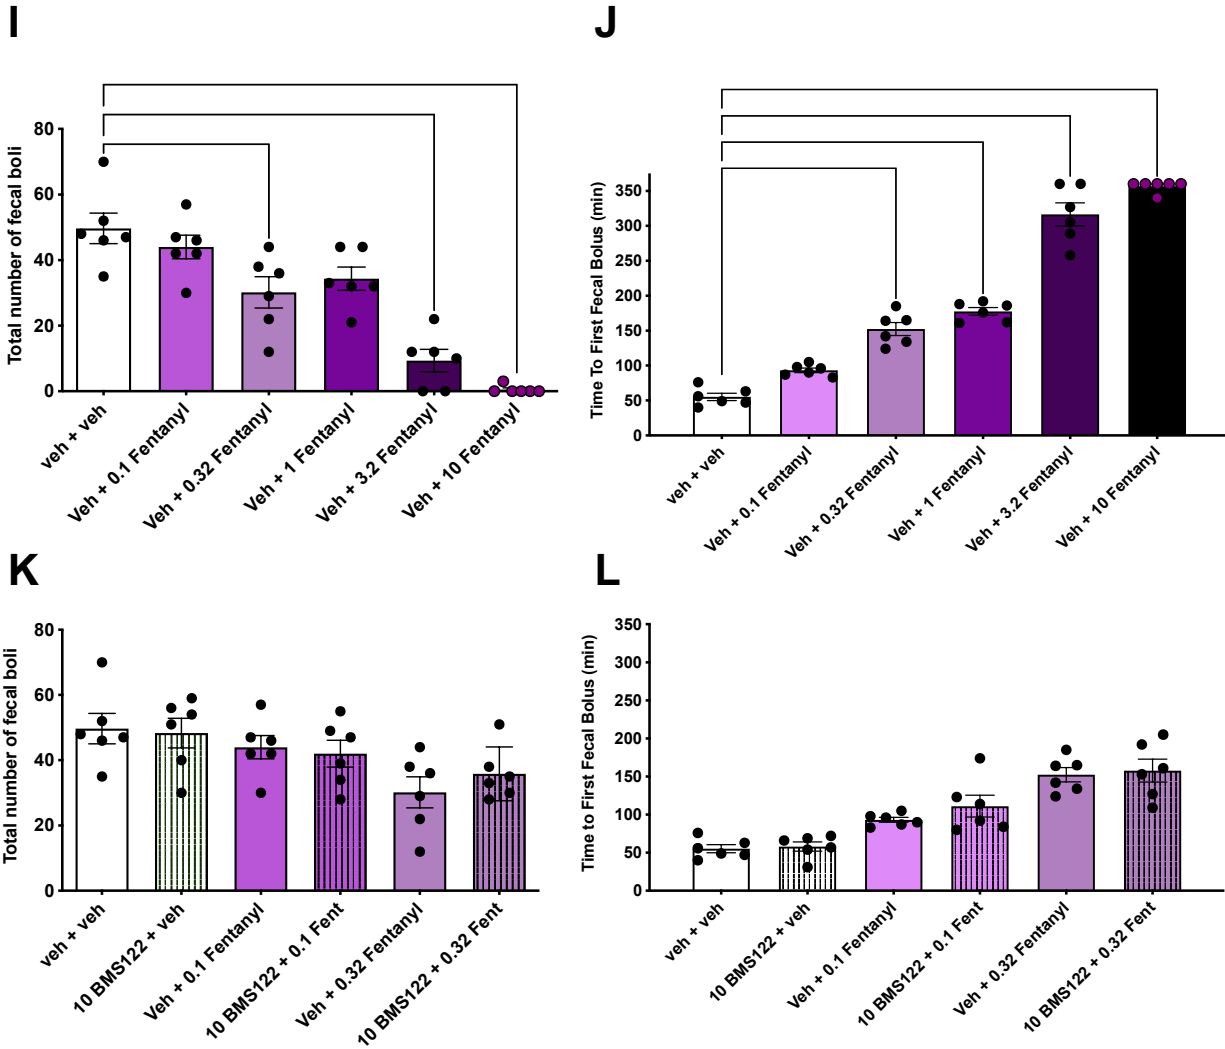 I
Total number of fecal boli
80
60
40
20
0
veh + veh
Veh + 0.1 Fentanyl
Veh + 0.32 Fentanyl
Veh + 1 Fentanyl
Veh + 3.2 Fentanyl
Veh + 10 Fentanyl
J
Time To First Fecal Bolus (min)
350
300
250
200
150
100
50
0
veh + veh
Veh + 0.1 Fentanyl
Veh + 0.32 Fentanyl
Veh + 1 Fentanyl
Veh + 3.2 Fentanyl
Veh + 10 Fentanyl
K
Total number of fecal boli
80
60
40
20
0
veh + veh
10 BMS122 + veh
Veh + 0.1 Fentanyl
10 BMS122 + 0.1 Fent
Veh + 0.32 Fentanyl
10 BMS122 + 0.32 Fent
L
Time to First Fecal Bolus (min)
350
300
250
200
150
100
50
0
veh + veh
10 BMS122 + veh
Veh + 0.1 Fentanyl
10 BMS122 + 0.1 Fent
Veh + 0.32 Fentanyl
10 BMS122 + 0.32 Fent